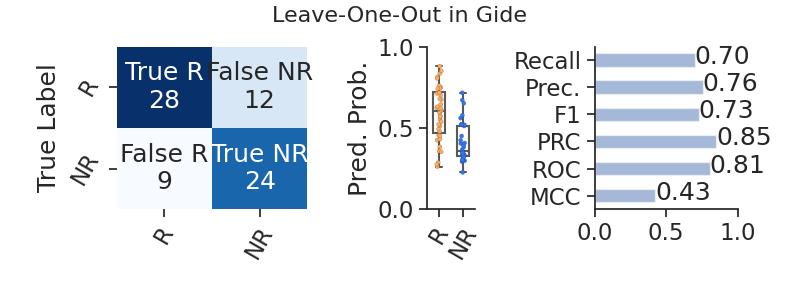 Leave-One-Out in Gide
True Label
R
NR
True R
28
False NR
12
False R
9
True NR
24
R
NR
Pred. Prob.
1.0
0.5
0.0
R
NR
Recall
Prec.
F1
PRC
ROC
MCC
0.70
0.76
0.73
0.85
0.81
0.43
0.0
0.5
1.0